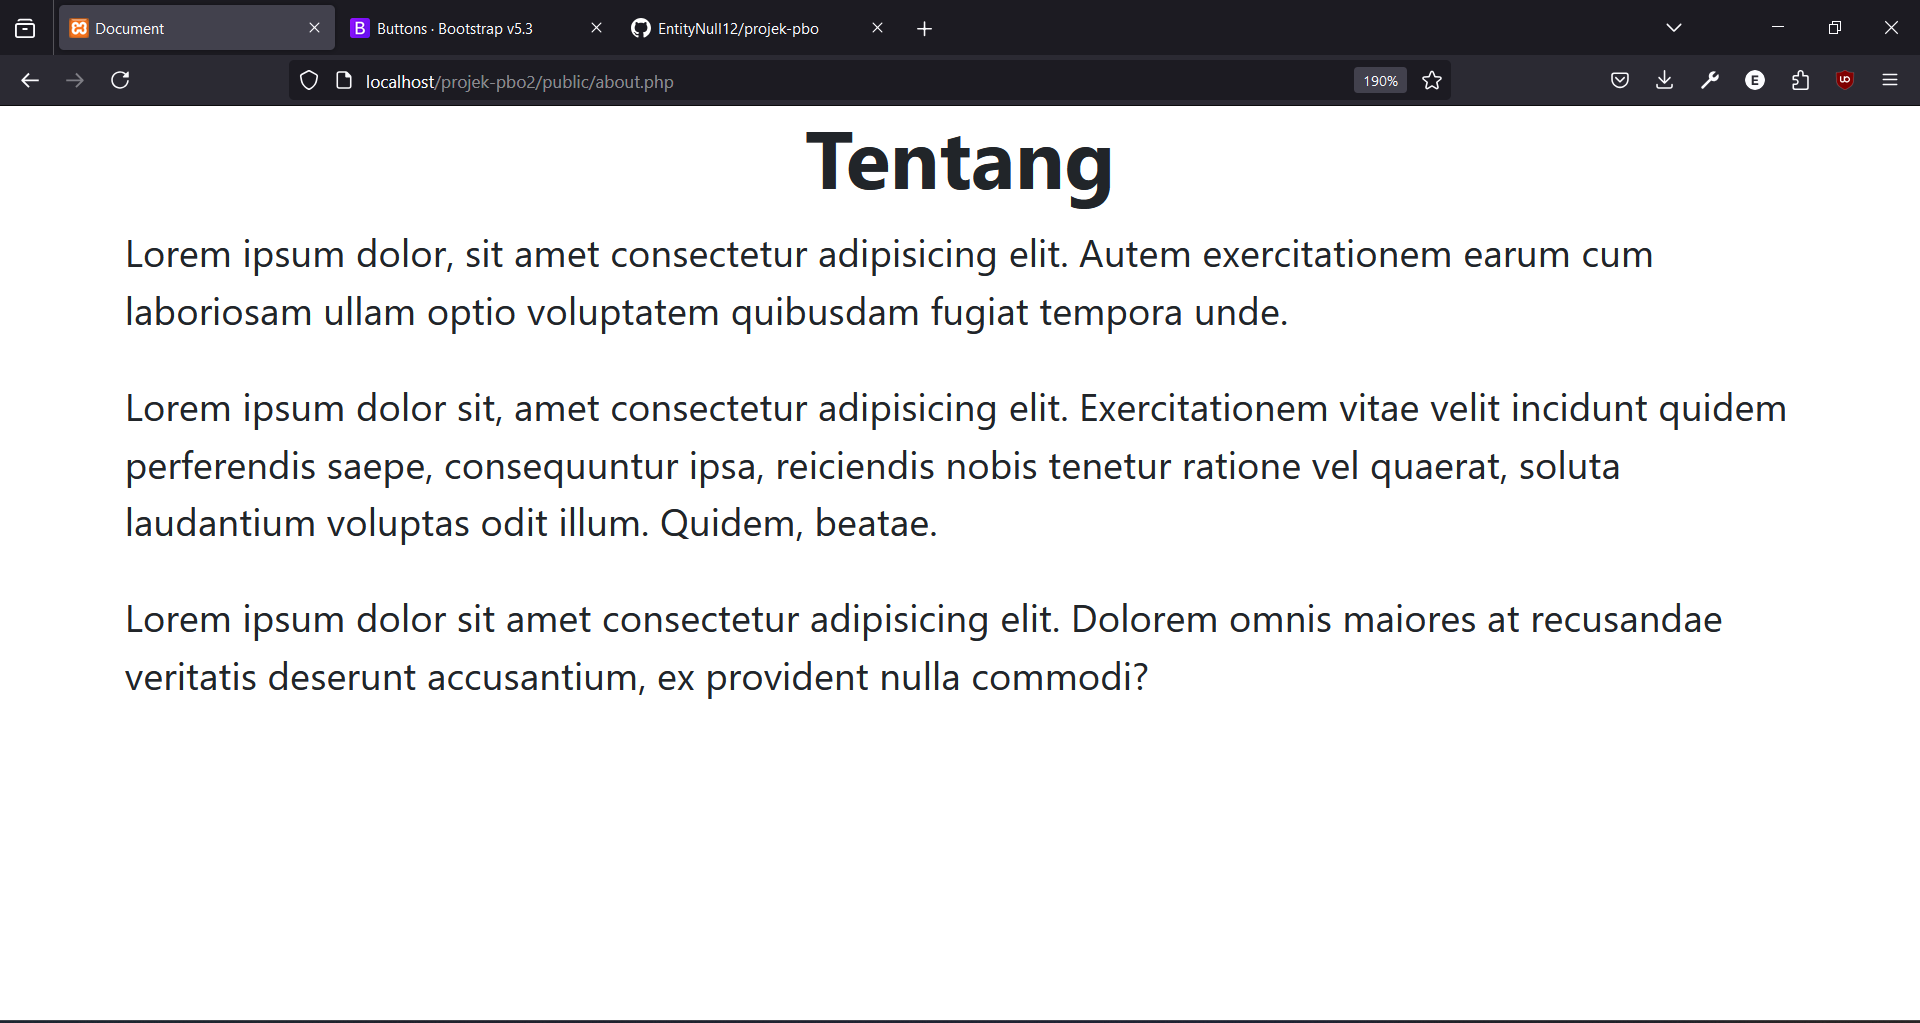 Document
Buttons · Bootstrap v5.3
EntityNull12/projek-pbo
localhost/projek-pbo2/public/about.php
190%
E
Tentang
Lorem ipsum dolor, sit amet consectetur adipisicing elit. Autem exercitationem earum cum
laboriosam ullam optio voluptatem quibusdam fugiat tempora unde.
Lorem ipsum dolor sit, amet consectetur adipisicing elit. Exercitationem vitae velit incidunt quidem
perferendis saepe, consequuntur ipsa, reiciendis nobis tenetur ratione vel quaerat, soluta
laudantium voluptas odit illum. Quidem, beatae.
Lorem ipsum dolor sit amet consectetur adipisicing elit. Dolorem omnis maiores at recusandae
veritatis deserunt accusantium, ex provident nulla commodi?